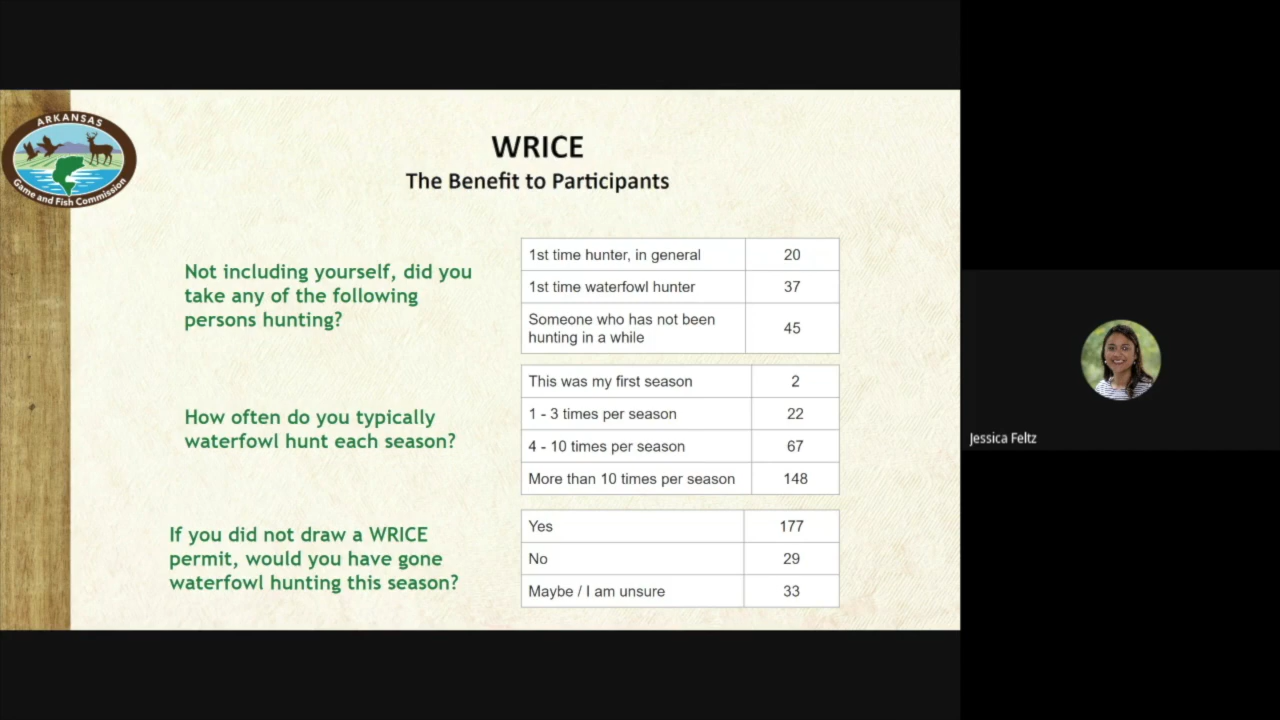 ARKANSAS
Game and Fish Commission
WRICE
The Benefit to Participants
Not including yourself, did you
take any of the following
persons hunting?
1st time hunter, in general 20
1st time waterfowl hunter 37
Someone who has not been
hunting in a while 45
How often do you typically
waterfowl hunt each season?
This was my first season 2
1 - 3 times per season 22
4 - 10 times per season 67
More than 10 times per season 148
If you did not draw a WRICE
permit, would you have gone
waterfowl hunting this season?
Yes 177
No 29
Maybe / I am unsure 33
Jessica Feltz